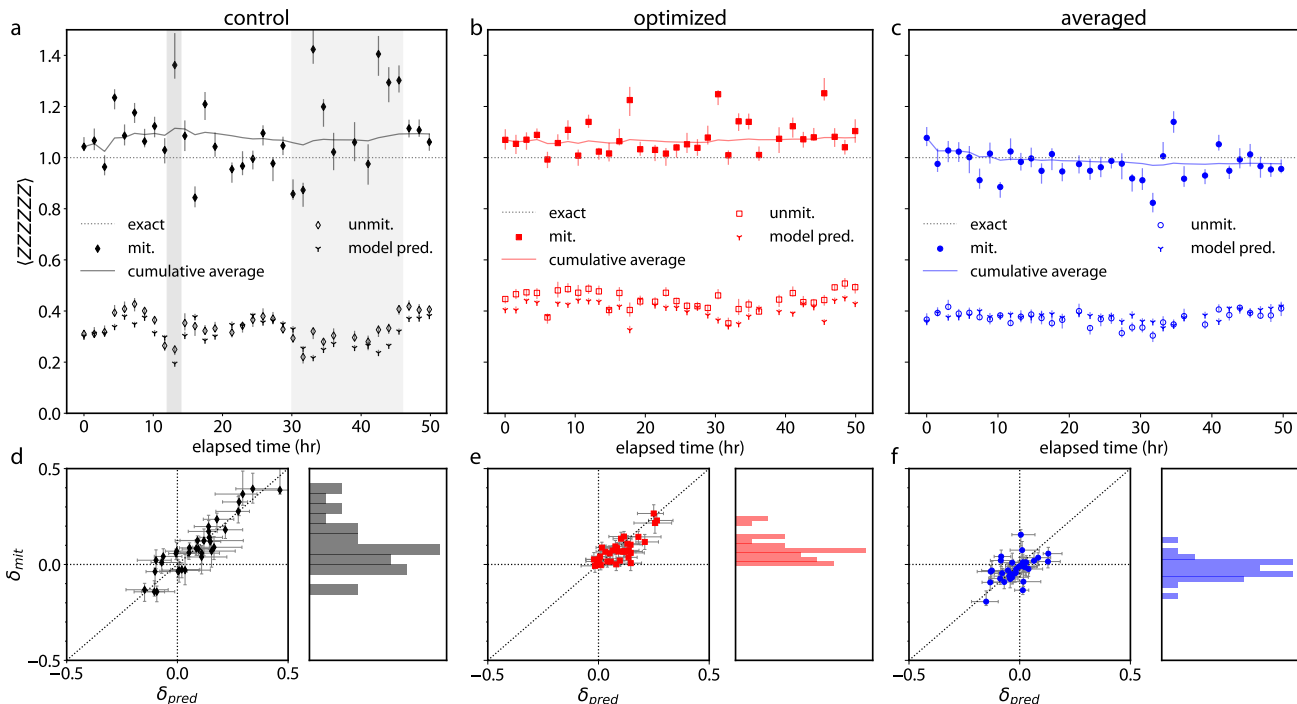 control
optimized
averaged
a
b
c
1.4
1.2
1.0
0.8
0.6
0.4
0.2
0.0
⟨ZZZZZZZ⟩
exact
mit.
cumulative average
unmit.
model pred.
exact
mit.
cumulative average
unmit.
model pred.
exact
mit.
cumulative average
unmit.
model pred.
0 10 20 30 40 50
0 10 20 30 40 50
0 10 20 30 40 50
elapsed time (hr)
elapsed time (hr)
elapsed time (hr)
d
e
f
0.5
0.0
−0.5
δmit
−0.5 0.0 0.5
−0.5 0.0 0.5
−0.5 0.0 0.5
δpred
δpred
δpred